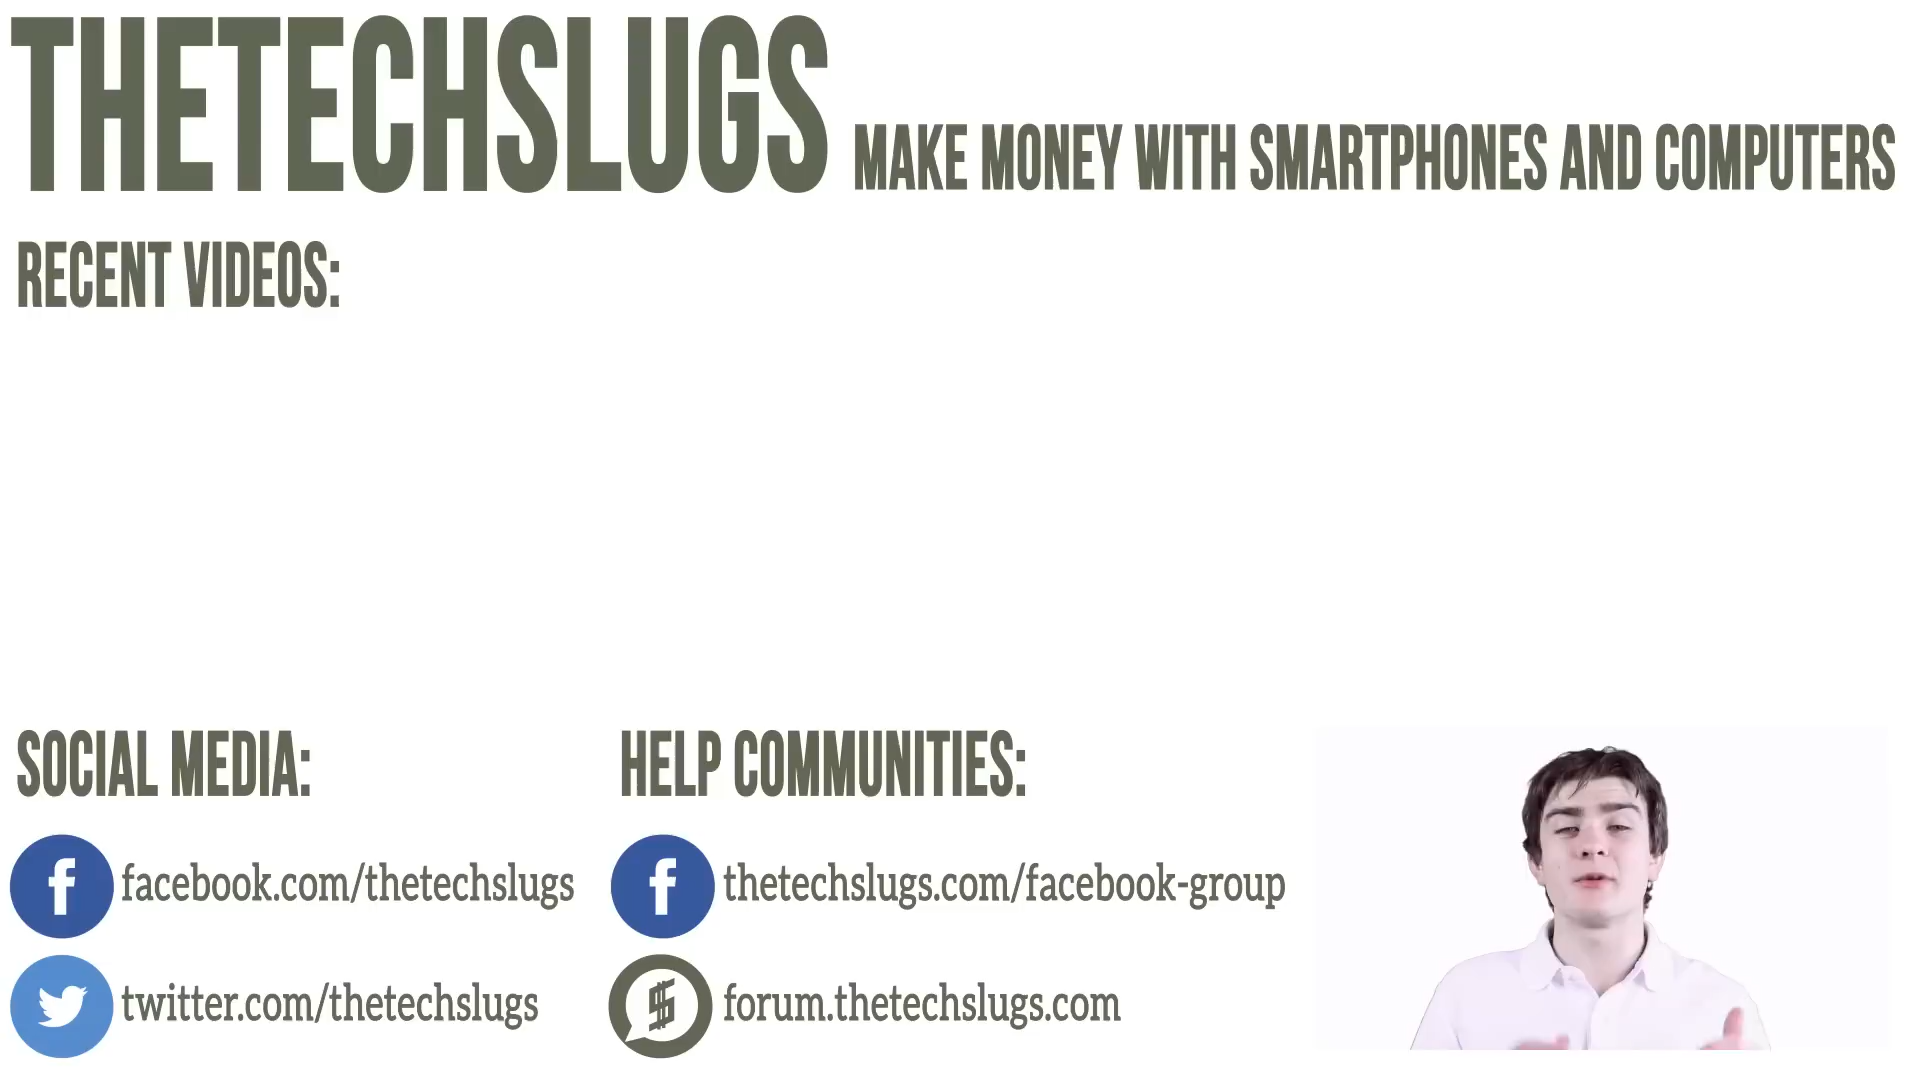 THETECHSLUGS MAKE MONEY WITH SMARTPHONES AND COMPUTERS
RECENT VIDEOS:
SOCIAL MEDIA:
facebook.com/thetechslugs
twitter.com/thetechslugs
HELP COMMUNITIES:
thetechslugs.com/facebook-group
forum.thetechslugs.com